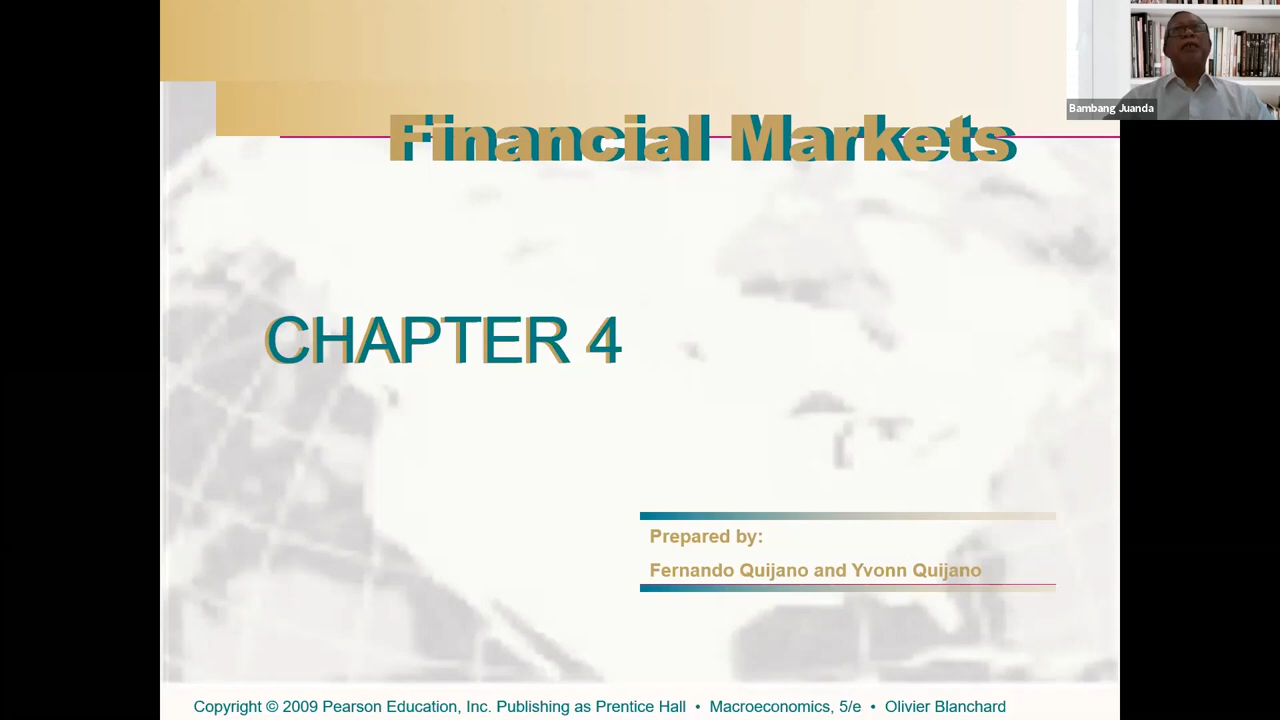 Bambang Juanda
Financial Markets
CHAPTER 4
Prepared by:
Fernando Quijano and Yvonn Quijano
Copyright © 2009 Pearson Education, Inc. Publishing as Prentice Hall • Macroeconomics, 5/e • Olivier Blanchard